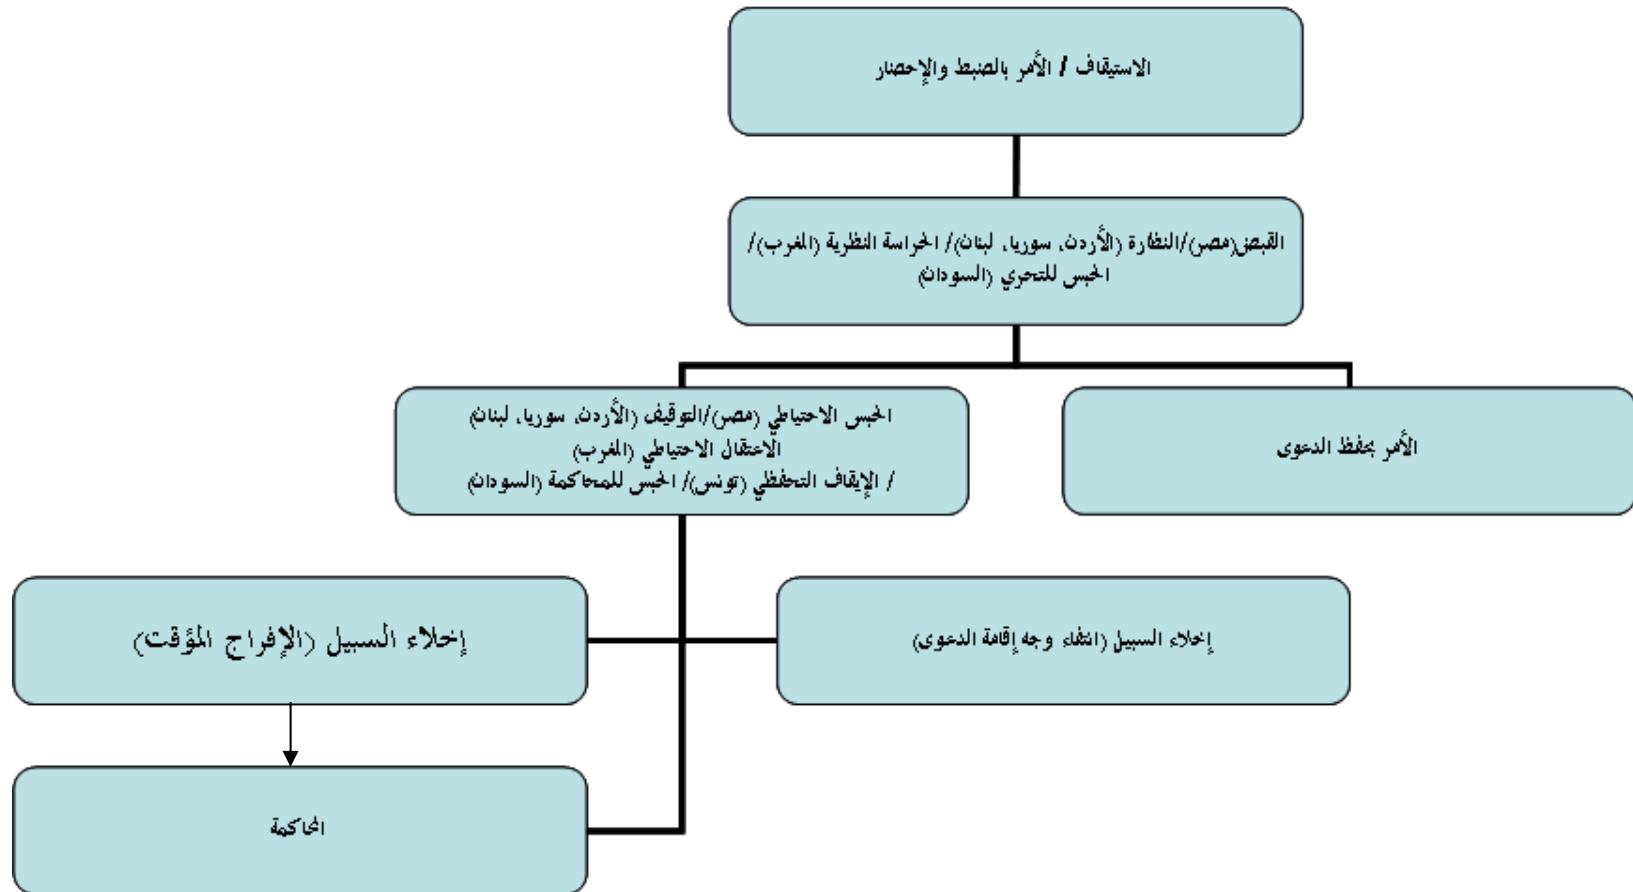 الاستيقاف / الأمر بالضبط والإحضار
القبض(مصر)/النظارة (الأردن، سوريا، لبنان)/ الحراسة النظرية (المغرب)/
الحبس للتحري (السودان)
الأمر بحفظ الدعوى
الحبس الاحتياطي (مصر)/التوقيف (الأردن، سوريا، لبنان)
الاعتقال الاحتياطي (المغرب)
/ الإيقاف التحفظي (تونس)/ الحبس للمحاكمة (السودان)
إخلاء السبيل (انتفاء وجه إقامة الدعوى)
إخلاء السبيل (الإفراج المؤقت)
المحاكمة